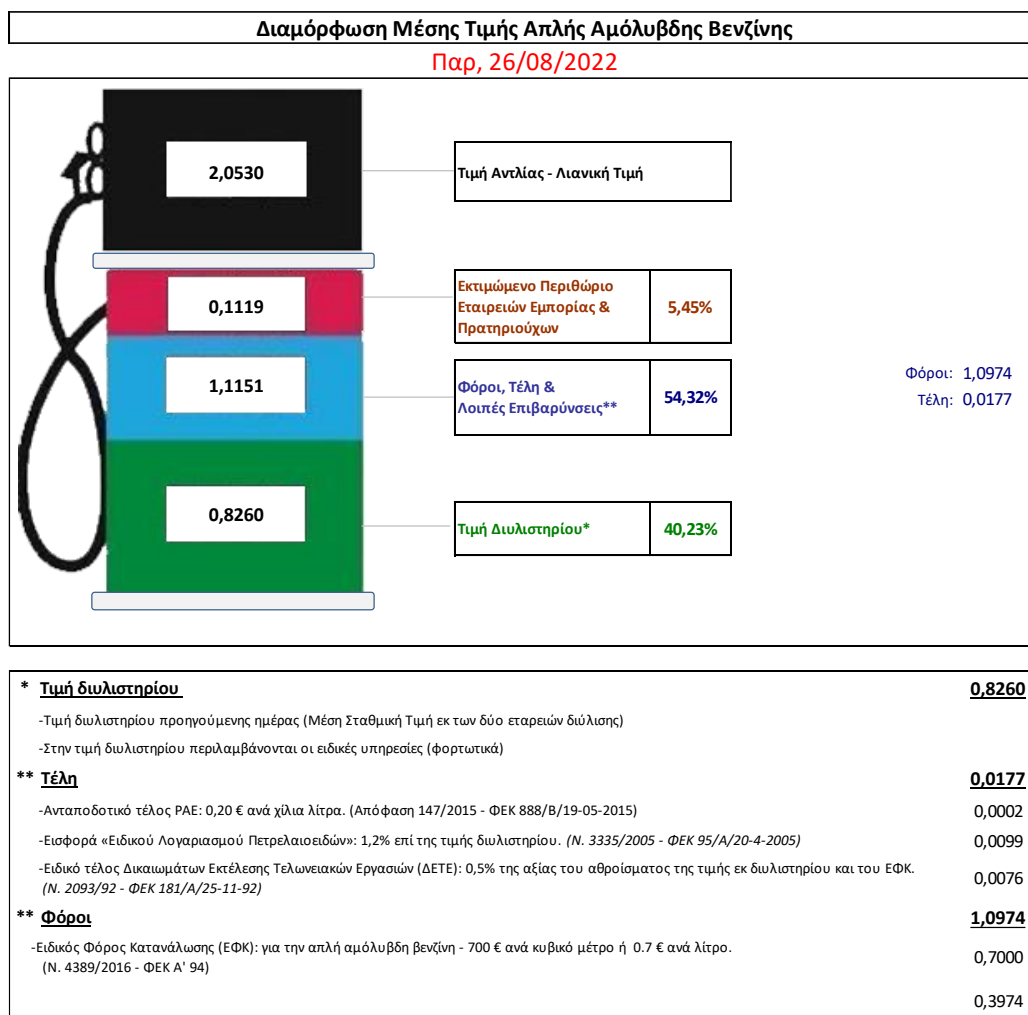 Διαμόρφωση Μέσης Τιμής Απλής Αμόλυβδης Βενζίνης
Παρ, 26/08/2022
2,0530
Τιμή Αντλίας - Λιανική Τιμή
0,1119
Εκτιμώμενο Περιθώριο
Εταιρειών Εμπορίας &
Πρατηριούχων
5,45%
1,1151
Φόροι, Τέλη &
Λοιπές Επιβαρύνσεις**
54,32%
Φόροι: 1,0974
Τέλη: 0,0177
0,8260
Τιμή Διυλιστηρίου*
40,23%
* Τιμή διυλιστηρίου 0,8260
-Τιμή διυλιστηρίου προηγούμενης ημέρας (Μέση Σταθμική Τιμή εκ των δύο εταρειών διύλισης)
-Στην τιμή διυλιστηρίου περιλαμβάνονται οι ειδικές υπηρεσίες (φορτωτικά)
** Τέλη 0,0177
-Ανταποδοτικό τέλος ΡΑΕ: 0,20 € ανά χίλια λίτρα. (Απόφαση 147/2015 - ΦΕΚ 888/Β/19-05-2015) 0,0002
-Εισφορά «Ειδικού Λογαριασμού Πετρελαιοειδών»: 1,2% επί της τιμής διυλιστηρίου. (Ν. 3335/2005 - ΦΕΚ 95/Α/20-4-2005) 0,0099
-Ειδικό τέλος Δικαιωμάτων Εκτέλεσης Τελωνειακών Εργασιών (ΔΕΤΕ): 0,5% της αξίας του αθροίσματος της τιμής εκ διυλιστηρίου και του ΕΦΚ.
(Ν. 2093/92 - ΦΕΚ 181/Α/25-11-92) 0,0076
** Φόροι 1,0974
-Ειδικός Φόρος Κατανάλωσης (ΕΦΚ): για την απλή αμόλυβδη βενζίνη - 700 € ανά κυβικό μέτρο ή 0.7 € ανά λίτρο.
(Ν. 4389/2016 - ΦΕΚ Α' 94) 0,7000
0,3974